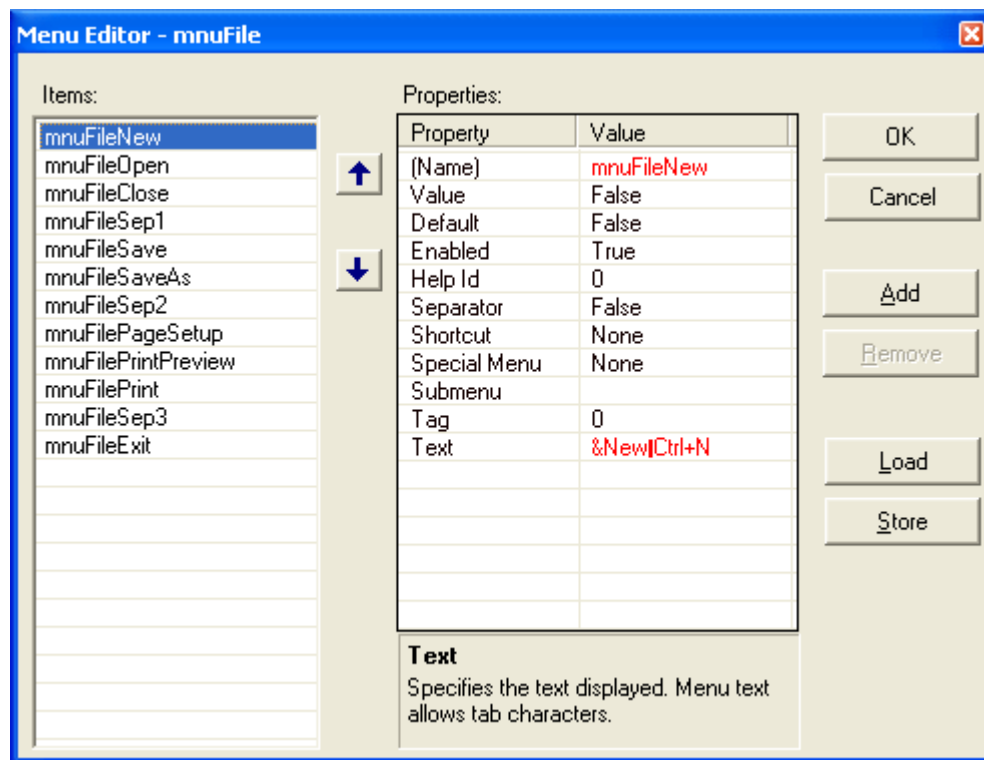 Menu Editor - mnuFile
Items:
mnuFileNew
mnuFileOpen
mnuFileClose
mnuFileSep1
mnuFileSave
mnuFileSaveAs
mnuFileSep2
mnuFilePageSetup
mnuFilePrintPreview
mnuFilePrint
mnuFileSep3
mnuFileExit
Properties:
Property Value
(Name) mnuFileNew
Value False
Default False
Enabled True
Help Id 0
Separator False
Shortcut None
Special Menu None
Submenu
Tag 0
Text &New|Ctrl+N
Text
Specifies the text displayed. Menu text
allows tab characters.
OK
Cancel
Add
Remove
Load
Store